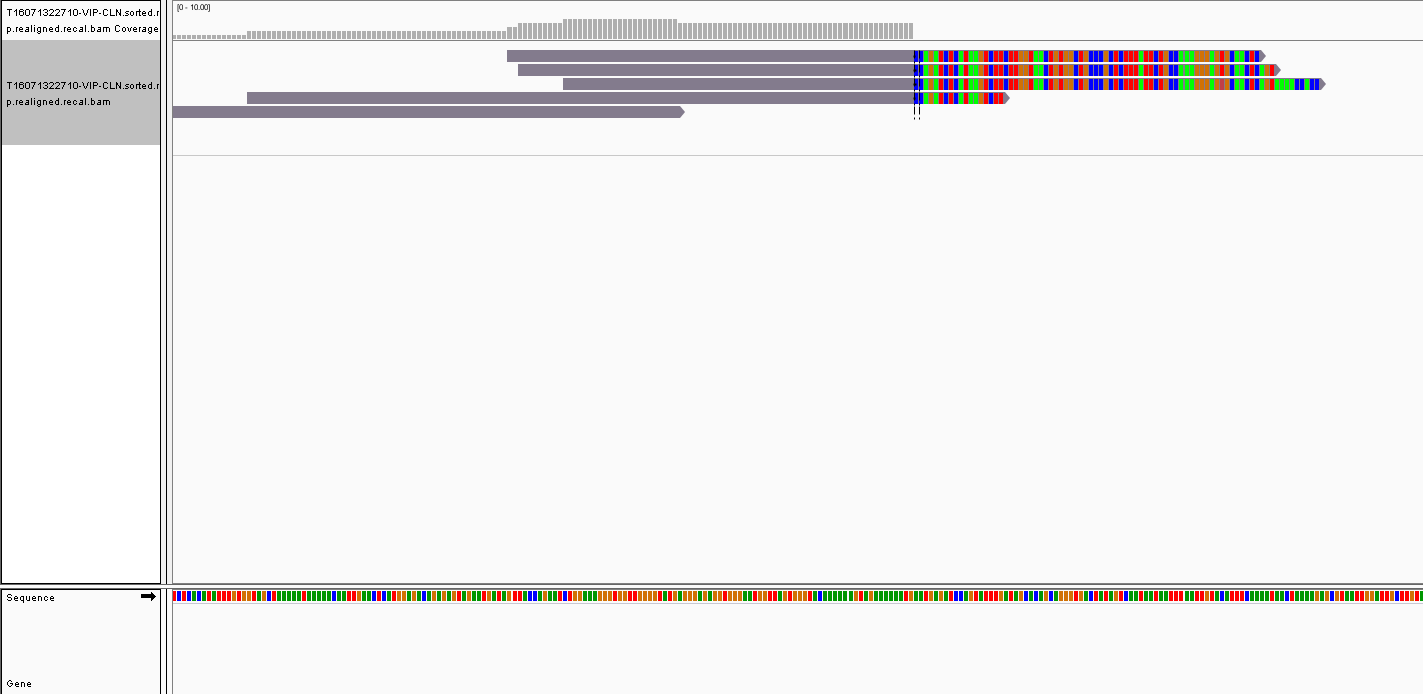 T16071322710-VIP-CLN.sorted.r
p.realigned.recal.bam Coverage
[0 - 10.00]
T16071322710-VIP-CLN.sorted.r
p.realigned.recal.bam
Sequence
Gene